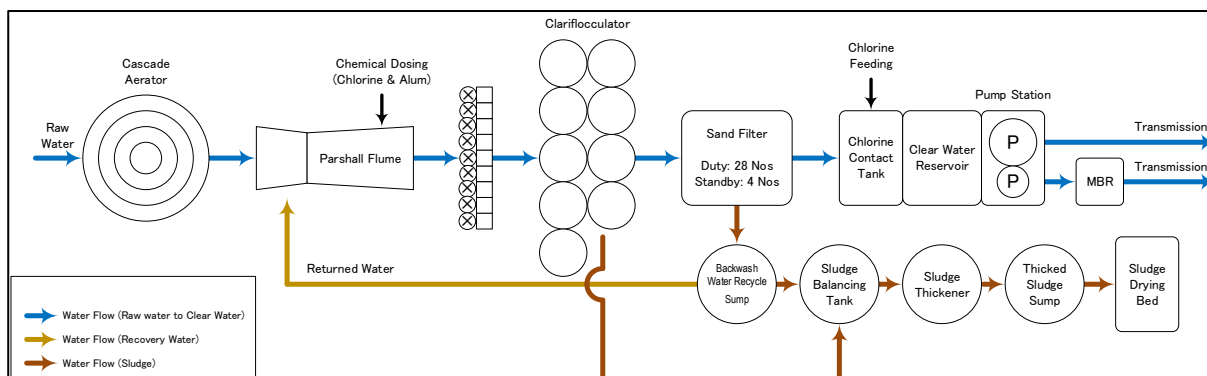 Clariflocculator
Cascade
Aerator
Chemical Dosing
(Chlorine & Alum)
Chlorine
Feeding
Pump Station
Raw
Water
Parshall Flume
Sand Filter
Duty: 28 Nos
Standby: 4 Nos
Chlorine
Contact
Tank
Clear Water
Reservoir
P
P
Transmission
MBR
Transmission
Returned Water
Backwash
Water Recycle
Sump
Sludge
Balancing
Tank
Sludge
Thickener
Thicked
Sludge
Sump
Sludge
Drying
Bed
Water Flow (Raw water to Clear Water)
Water Flow (Recovery Water)
Water Flow (Sludge)